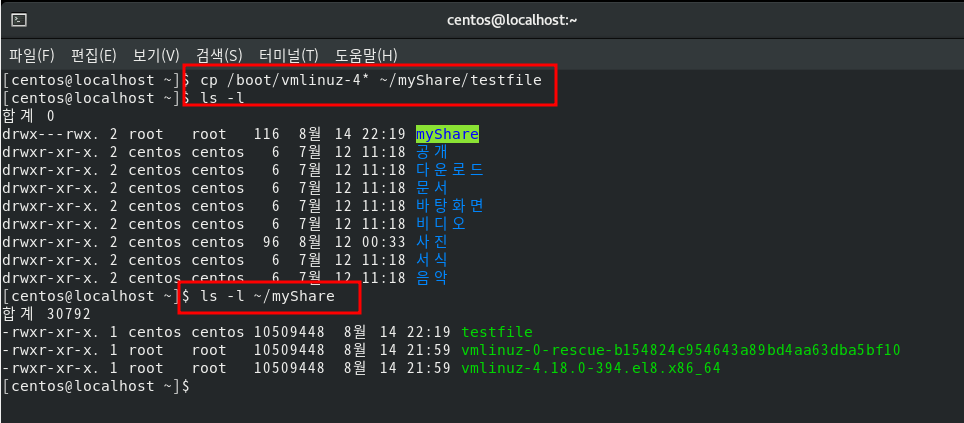 centos@localhost:~
파일(F) 편집(E) 보기(V) 검색(S) 터미널(T) 도움말(H)
[centos@localhost ~]$ cp /boot/vmlinuz-4* ~/myShare/testfile
[centos@localhost ~]$ ls -l
합계 0
drwx---rwx. 2 root   root   116  8월 14 22:19 myShare
drwxr-xr-x. 2 centos centos   6  7월 12 11:18 공개
drwxr-xr-x. 2 centos centos   6  7월 12 11:18 다운로드
drwxr-xr-x. 2 centos centos   6  7월 12 11:18 문서
drwxr-xr-x. 2 centos centos   6  7월 12 11:18 바탕화면
drwxr-xr-x. 2 centos centos   6  7월 12 11:18 비디오
drwxr-xr-x. 2 centos centos  96  8월 12 00:33 사진
drwxr-xr-x. 2 centos centos   6  7월 12 11:18 서식
drwxr-xr-x. 2 centos centos   6  7월 12 11:18 음악
[centos@localhost ~]$ ls -l ~/myShare
합계 30792
-rwxr-xr-x. 1 centos centos 10509448  8월 14 22:19 testfile
-rwxr-xr-x. 1 root   root   10509448  8월 14 21:59 vmlinuz-0-rescue-b154824c954643a89bd4aa63dba5bf10
-rwxr-xr-x. 1 root   root   10509448  8월 14 21:59 vmlinuz-4.18.0-394.el8.x86_64
[centos@localhost ~]$